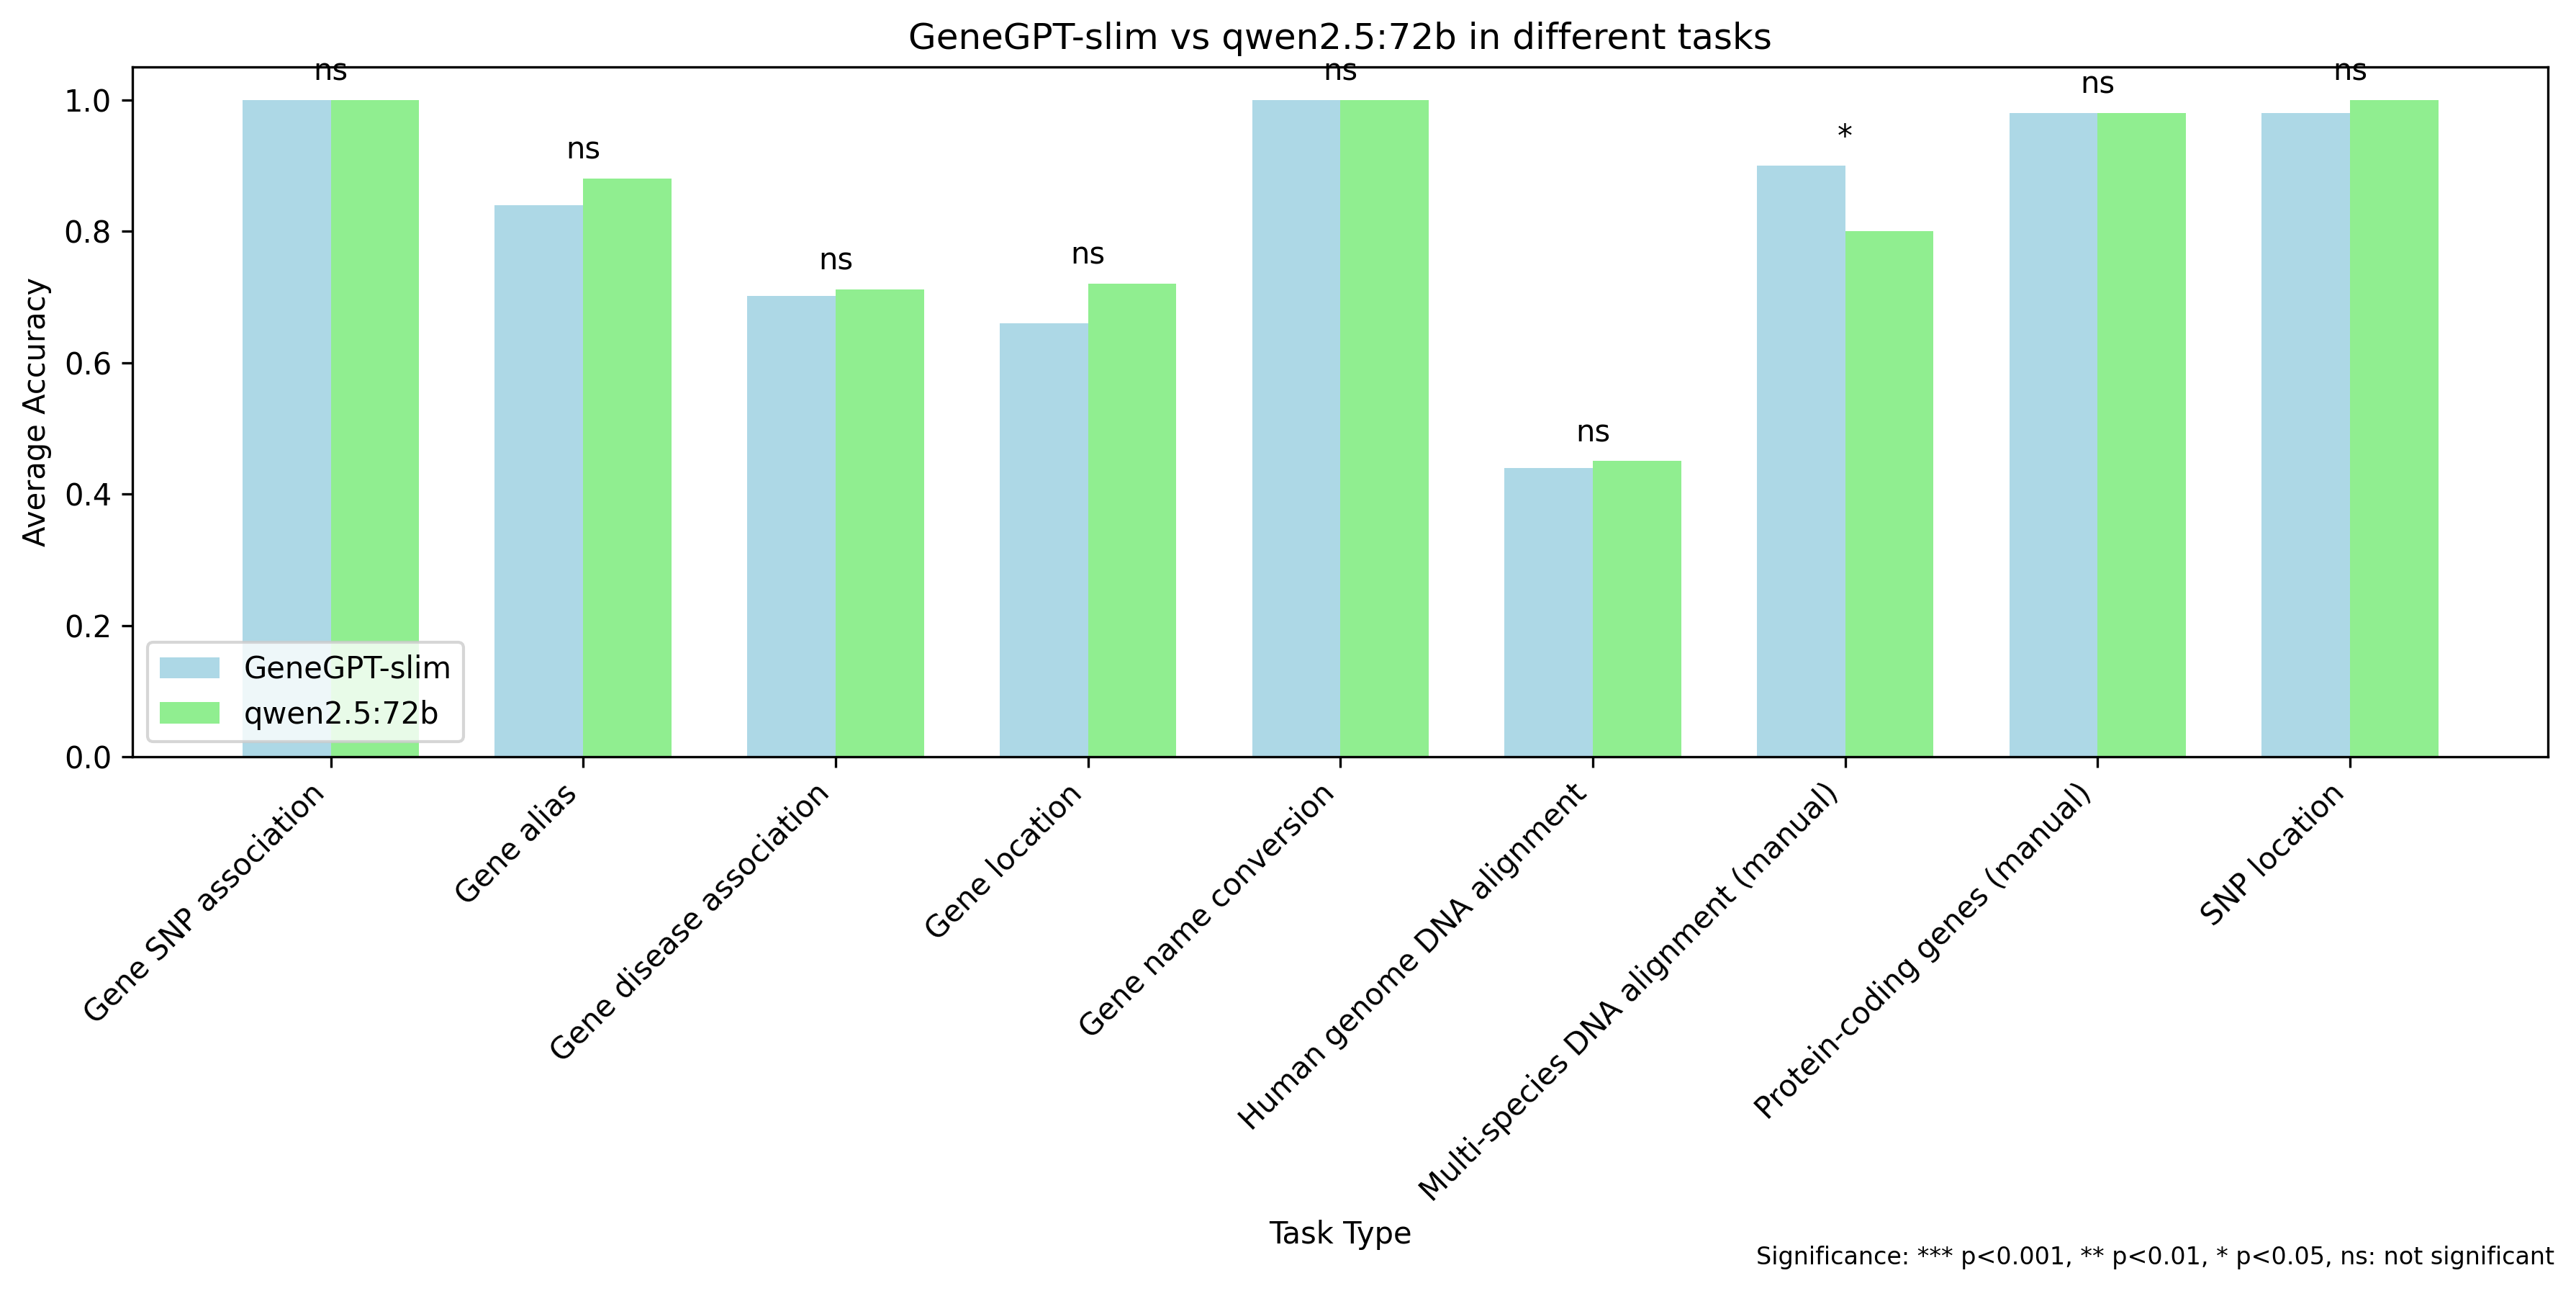 GeneGPT-slim vs qwen2.5:72b in different tasks
Average Accuracy
1.0
0.8
0.6
0.4
0.2
0.0
ns
ns
ns
ns
ns
ns
*
ns
ns
GeneGPT-slim
qwen2.5:72b
Gene SNP association
Gene alias
Gene disease association
Gene location
Gene name conversion
Human genome DNA alignment
Multi-species DNA alignment (manual)
Protein-coding genes (manual)
SNP location
Task Type
Significance: *** p<0.001, ** p<0.01, * p<0.05, ns: not significant